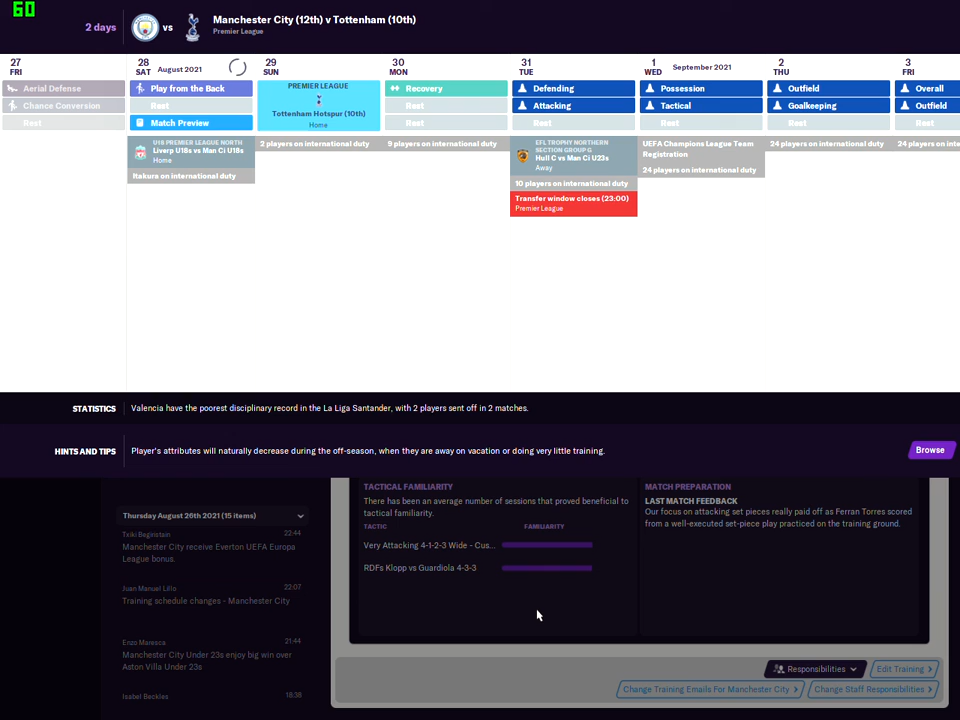 60
2 days
vs
Manchester City (12th) v Tottenham (10th)
Premier League
27
FRI
28
SAT
August 2021
29
SUN
30
MON
31
TUE
1
WED
September 2021
2
THU
3
FRI
Aerial Defense
Chance Conversion
Rest
Play from the Back
Rest
Match Preview
PREMIER LEAGUE
Tottenham Hotspur (10th)
Home
Recovery
Rest
Rest
Defending
Attacking
Rest
Possession
Tactical
Rest
Outfield
Goalkeeping
Rest
Overall
Outfield
Rest
U18 PREMIER LEAGUE NORTH
Liverp U18s vs Man Ci U18s
Home
Itakura on international duty
2 players on international duty
9 players on international duty
EFL TROPHY NORTHERN
SECTION GROUP G
Hull C vs Man Ci U23s
Away
10 players on international duty
Transfer window closes (23:00)
Premier League
UEFA Champions League Team
Registration
24 players on international duty
24 players on international duty
24 players on inte
STATISTICS
Valencia have the poorest disciplinary record in the La Liga Santander, with 2 players sent off in 2 matches.
HINTS AND TIPS
Player's attributes will naturally decrease during the off-season, when they are away on vacation or doing very little training.
Browse
Thursday August 26th 2021 (15 items)
Txiki Begiristain
22:44
Manchester City receive Everton UEFA Europa
League bonus.
Juan Manuel Lillo
22:07
Training schedule changes - Manchester City
Enzo Maresca
21:44
Manchester City Under 23s enjoy big win over
Aston Villa Under 23s
Isabel Beckles
18:38
TACTICAL FAMILIARITY
There has been an average number of sessions that proved beneficial to
tactical familiarity.
TACTIC
FAMILIARITY
Very Attacking 4-1-2-3 Wide - Cus...
RDFs Klopp vs Guardiola 4-3-3
MATCH PREPARATION
LAST MATCH FEEDBACK
Our focus on attacking set pieces really paid off as Ferran Torres scored
from a well-executed set-piece play practiced on the training ground.
Responsibilities
Edit Training
Change Training Emails For Manchester City
Change Staff Responsibilities